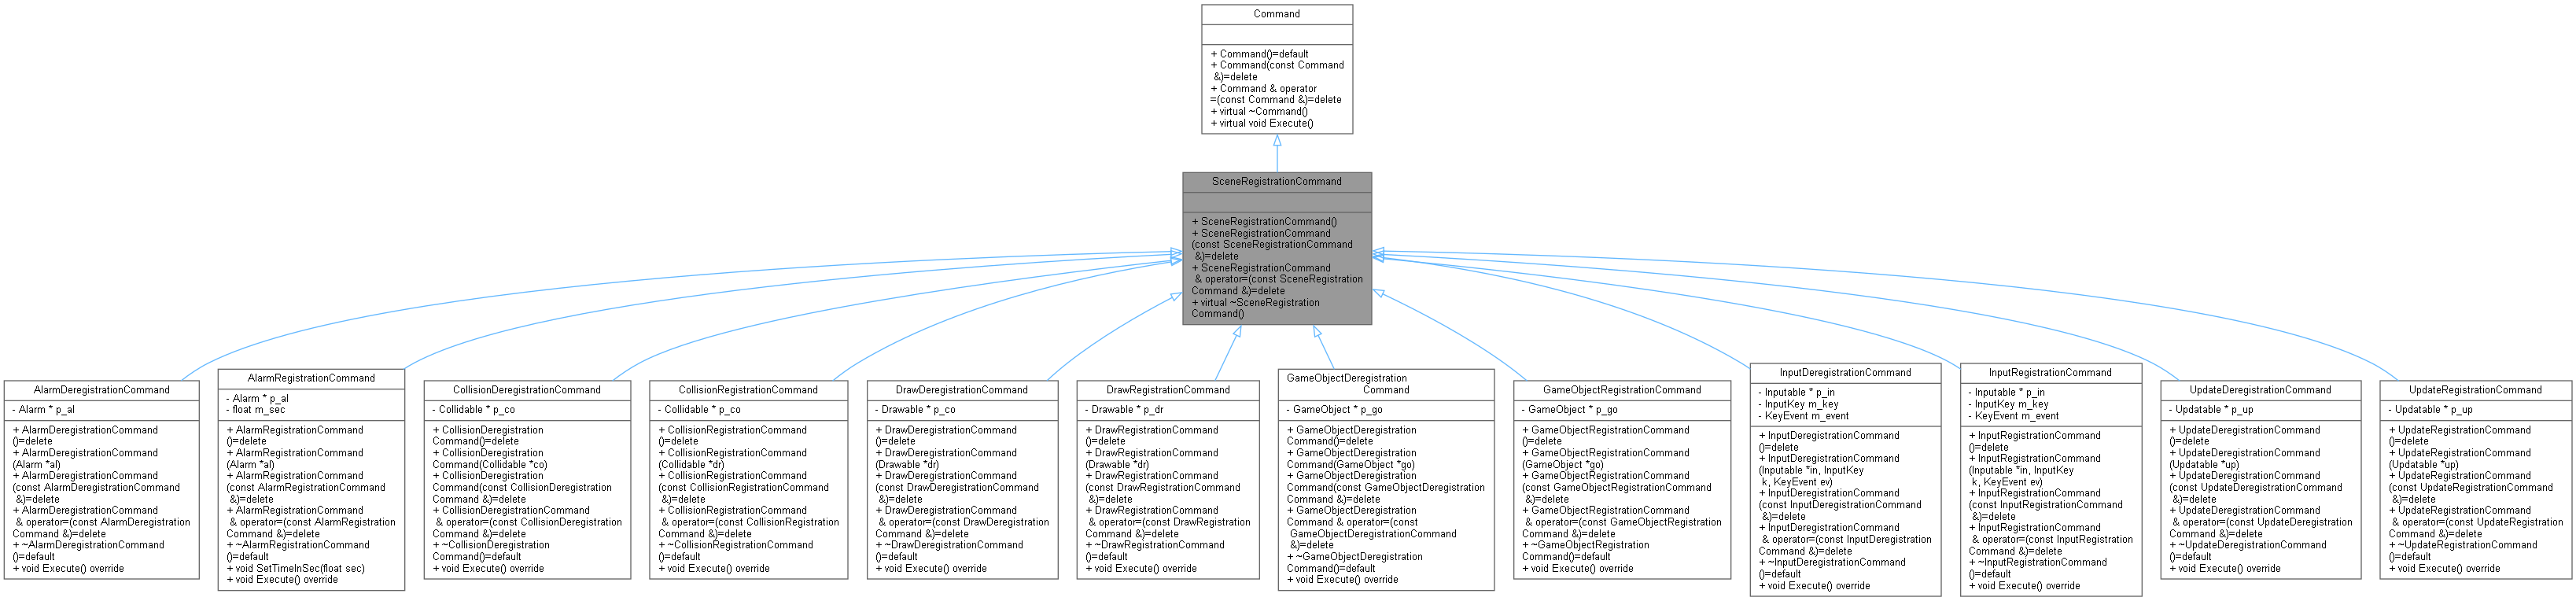 Command
+ Command()=default
+ Command(const Command
&)=delete
+ Command & operator
=(const Command &)=delete
+ virtual ~Command()
+ virtual void Execute()
SceneRegistrationCommand
+ SceneRegistrationCommand()
+ SceneRegistrationCommand
(const SceneRegistrationCommand
&)=delete
+ SceneRegistrationCommand
& operator=(const SceneRegistration
Command &)=delete
+ virtual ~SceneRegistration
Command()
AlarmDeregistrationCommand
- Alarm * p_al
+ AlarmDeregistrationCommand
()=delete
+ AlarmDeregistrationCommand
(Alarm *al)
+ AlarmDeregistrationCommand
(const AlarmDeregistrationCommand
&)=delete
+ AlarmDeregistrationCommand
& operator=(const AlarmDeregistration
Command &)=delete
+ ~AlarmDeregistrationCommand
()=default
+ void Execute() override
AlarmRegistrationCommand
- Alarm * p_al
- float m_sec
+ AlarmRegistrationCommand
()=delete
+ AlarmRegistrationCommand
(Alarm *al)
+ AlarmRegistrationCommand
(const AlarmRegistrationCommand
&)=delete
+ AlarmRegistrationCommand
& operator=(const AlarmRegistration
Command &)=delete
+ ~AlarmRegistrationCommand
()=default
+ void SetTimeInSec(float sec)
+ void Execute() override
CollisionDeregistrationCommand
- Collidable * p_co
+ CollisionDeregistration
Command()=delete
+ CollisionDeregistration
Command(Collidable *co)
+ CollisionDeregistration
Command(const CollisionDeregistration
Command &)=delete
+ CollisionDeregistrationCommand
& operator=(const CollisionDeregistration
Command &)=delete
+ ~CollisionDeregistration
Command()=default
+ void Execute() override
CollisionRegistrationCommand
- Collidable * p_co
+ CollisionRegistrationCommand
()=delete
+ CollisionRegistrationCommand
(Collidable *dr)
+ CollisionRegistrationCommand
(const CollisionRegistrationCommand
&)=delete
+ CollisionRegistrationCommand
& operator=(const CollisionRegistration
Command &)=delete
+ ~CollisionRegistrationCommand
()=default
+ void Execute() override
DrawDeregistrationCommand
- Drawable * p_co
+ DrawDeregistrationCommand
()=delete
+ DrawDeregistrationCommand
(Drawable *dr)
+ DrawDeregistrationCommand
(const DrawDeregistrationCommand
&)=delete
+ DrawDeregistrationCommand
& operator=(const DrawDeregistration
Command &)=delete
+ ~DrawDeregistrationCommand
()=default
+ void Execute() override
DrawRegistrationCommand
- Drawable * p_dr
+ DrawRegistrationCommand
()=delete
+ DrawRegistrationCommand
(Drawable *dr)
+ DrawRegistrationCommand
(const DrawRegistrationCommand
&)=delete
+ DrawRegistrationCommand
& operator=(const DrawRegistration
Command &)=delete
+ ~DrawRegistrationCommand
()=default
+ void Execute() override
GameObjectDeregistration
Command
- GameObject * p_go
+ GameObjectDeregistration
Command()=delete
+ GameObjectDeregistration
Command(GameObject *go)
+ GameObjectDeregistration
Command(const GameObjectDeregistration
Command &)=delete
+ GameObjectDeregistration
Command & operator=(const
GameObjectDeregistrationCommand
&)=delete
+ ~GameObjectDeregistration
Command()=default
+ void Execute() override
GameObjectRegistrationCommand
- GameObject * p_go
+ GameObjectRegistrationCommand
()=delete
+ GameObjectRegistrationCommand
(GameObject *go)
+ GameObjectRegistrationCommand
(const GameObjectRegistrationCommand
&)=delete
+ GameObjectRegistrationCommand
& operator=(const GameObjectRegistration
Command &)=delete
+ ~GameObjectRegistration
Command()=default
+ void Execute() override
InputDeregistrationCommand
- Inputable * p_in
- InputKey m_key
- KeyEvent m_event
+ InputDeregistrationCommand
()=delete
+ InputDeregistrationCommand
(Inputable *in, InputKey
k, KeyEvent ev)
+ InputDeregistrationCommand
(const InputDeregistrationCommand
&)=delete
+ InputDeregistrationCommand
& operator=(const InputDeregistration
Command &)=delete
+ ~InputDeregistrationCommand
()=default
+ void Execute() override
InputRegistrationCommand
- Inputable * p_in
- InputKey m_key
- KeyEvent m_event
+ InputRegistrationCommand
()=delete
+ InputRegistrationCommand
(Inputable *in, InputKey
k, KeyEvent ev)
+ InputRegistrationCommand
(const InputRegistrationCommand
&)=delete
+ InputRegistrationCommand
& operator=(const InputRegistration
Command &)=delete
+ ~InputRegistrationCommand
()=default
+ void Execute() override
UpdateDeregistrationCommand
- Updatable * p_up
+ UpdateDeregistrationCommand
()=delete
+ UpdateDeregistrationCommand
(Updatable *up)
+ UpdateDeregistrationCommand
(const UpdateDeregistrationCommand
&)=delete
+ UpdateDeregistrationCommand
& operator=(const UpdateDeregistration
Command &)=delete
+ ~UpdateDeregistrationCommand
()=default
+ void Execute() override
UpdateRegistrationCommand
- Updatable * p_up
+ UpdateRegistrationCommand
()=delete
+ UpdateRegistrationCommand
(Updatable *up)
+ UpdateRegistrationCommand
(const UpdateRegistrationCommand
&)=delete
+ UpdateRegistrationCommand
& operator=(const UpdateRegistration
Command &)=delete
+ ~UpdateRegistrationCommand
()=default
+ void Execute() override